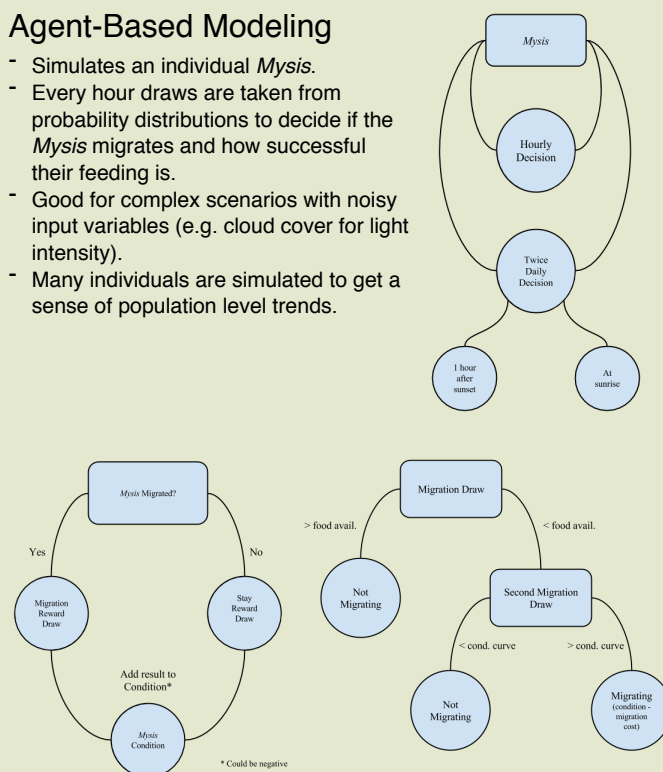 Agent-Based Modeling
- Simulates an individual Mysis.
- Every hour draws are taken from
probability distributions to decide if the
Mysis migrates and how successful
their feeding is.
- Good for complex scenarios with noisy
input variables (e.g. cloud cover for light
intensity).
- Many individuals are simulated to get a
sense of population level trends.
Mysis
Hourly
Decision
Twice
Daily
Decision
1 hour
after
sunset
At
sunrise
Mysis Migrated?
Yes
No
Migration
Reward
Draw
Stay
Reward
Draw
Add result to
Condition*
Mysis
Condition
* Could be negative
Migration Draw
> food avail.
< food avail.
Not
Migrating
Second Migration
Draw
< cond. curve
> cond. curve
Not
Migrating
Migrating
(condition -
migration
cost)